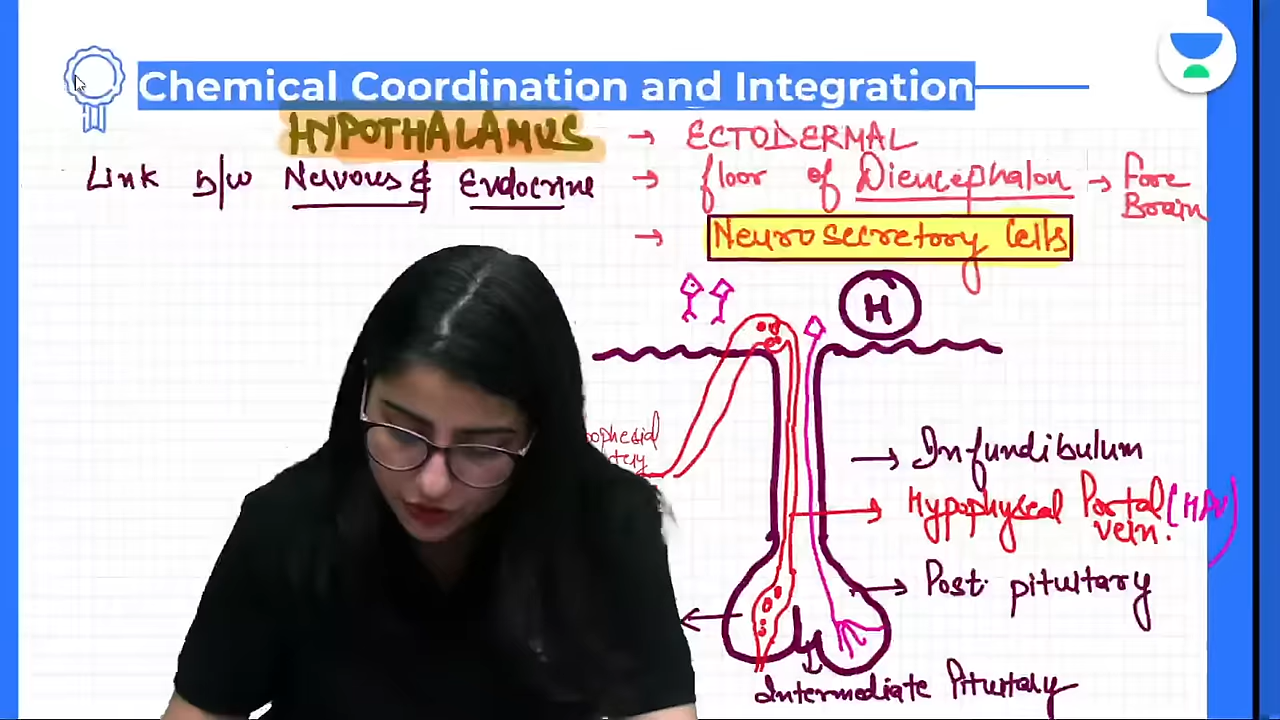 Chemical Coordination and Integration
HYPOTHALAMUS → ECTODERMAL
Link b/w Nervous & Endocrine → floor of Diencephalon → Fore Brain
→ Neurosecretory Cells
H
→ Infundibulum
→ Hypophyseal Portal (HPV)
vein.
→ Post. pituitary
Intermediate Pituitary